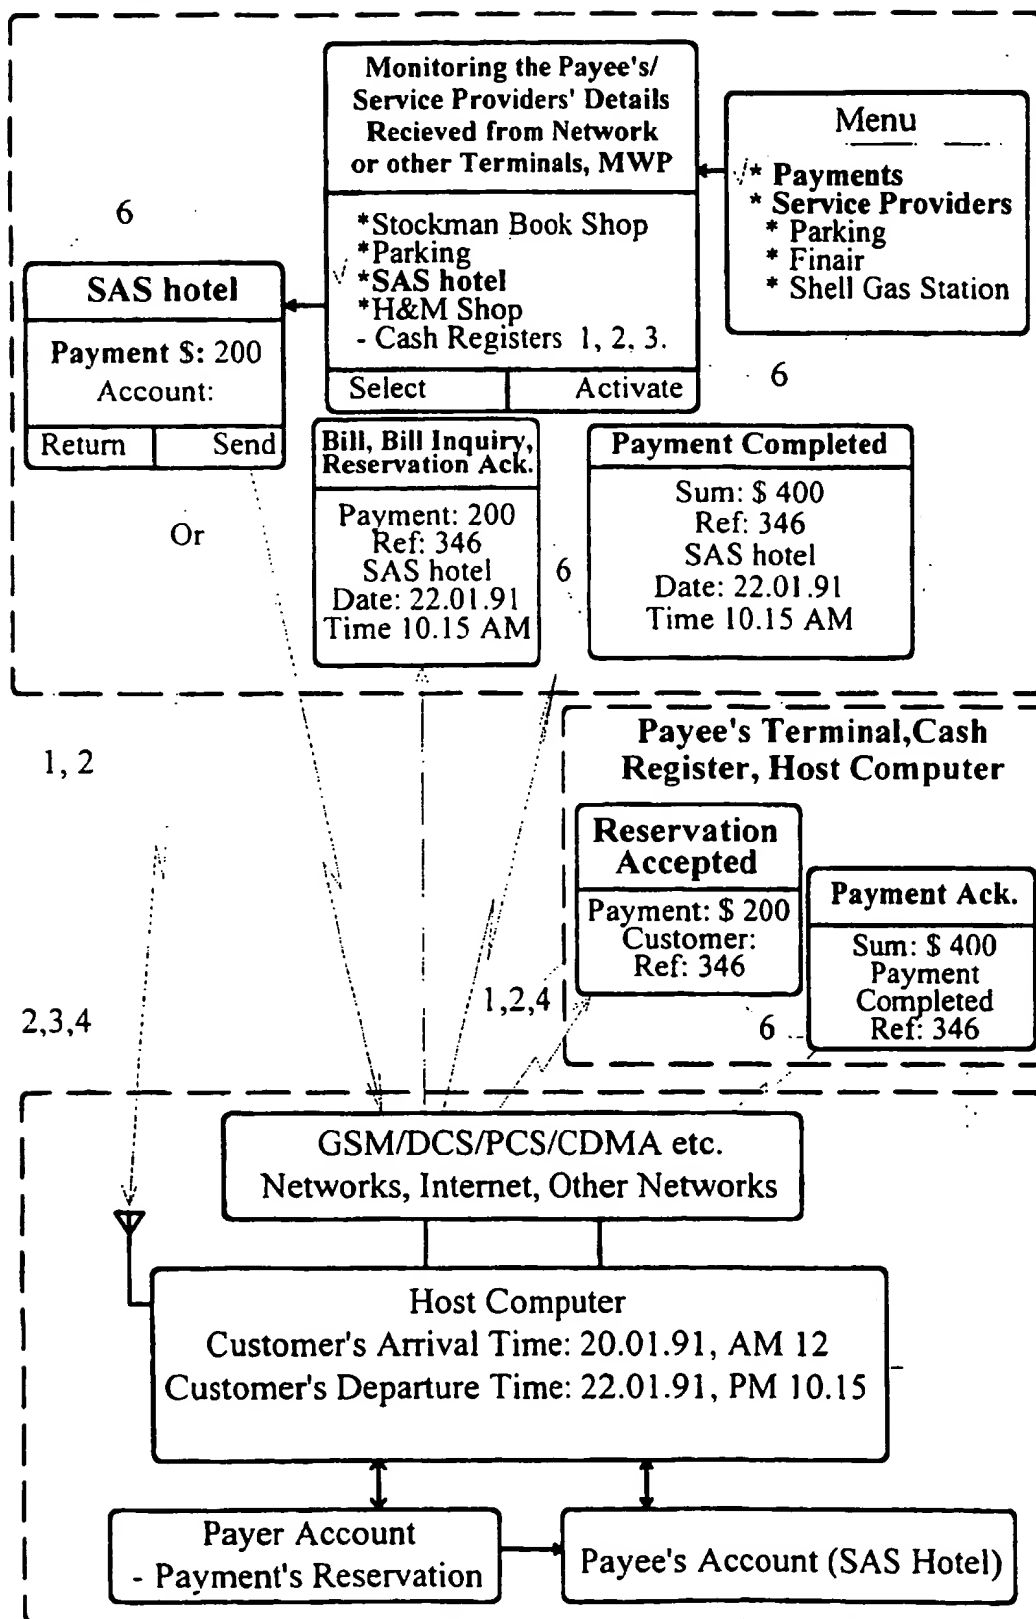 Monitoring the Payee's/
Service Providers' Details
Recieved from Network
or other Terminals, MWP
*Stockman Book Shop
*Parking
*SAS hotel
*H&M Shop
- Cash Registers 1, 2, 3.
Select Activate
Menu
* Payments
* Service Providers
* Parking
* Finair
* Shell Gas Station
6
6
SAS hotel
Payment $: 200
Account:
Return Send
Or
Bill, Bill Inquiry,
Reservation Ack.
Payment: 200
Ref: 346
SAS hotel
Date: 22.01.91
Time 10.15 AM
6
Payment Completed
Sum: $ 400
Ref: 346
SAS hotel
Date: 22.01.91
Time 10.15 AM
1, 2
Payee's Terminal,Cash
Register, Host Computer
Reservation
Accepted
Payment: $ 200
Customer:
Ref: 346
Payment Ack.
Sum: $ 400
Payment
Completed
Ref: 346
1,2,4
6
2,3,4
GSM/DCS/PCS/CDMA etc.
Networks, Internet, Other Networks
Host Computer
Customer's Arrival Time: 20.01.91, AM 12
Customer's Departure Time: 22.01.91, PM 10.15
Payer Account
- Payment's Reservation
Payee's Account (SAS Hotel)